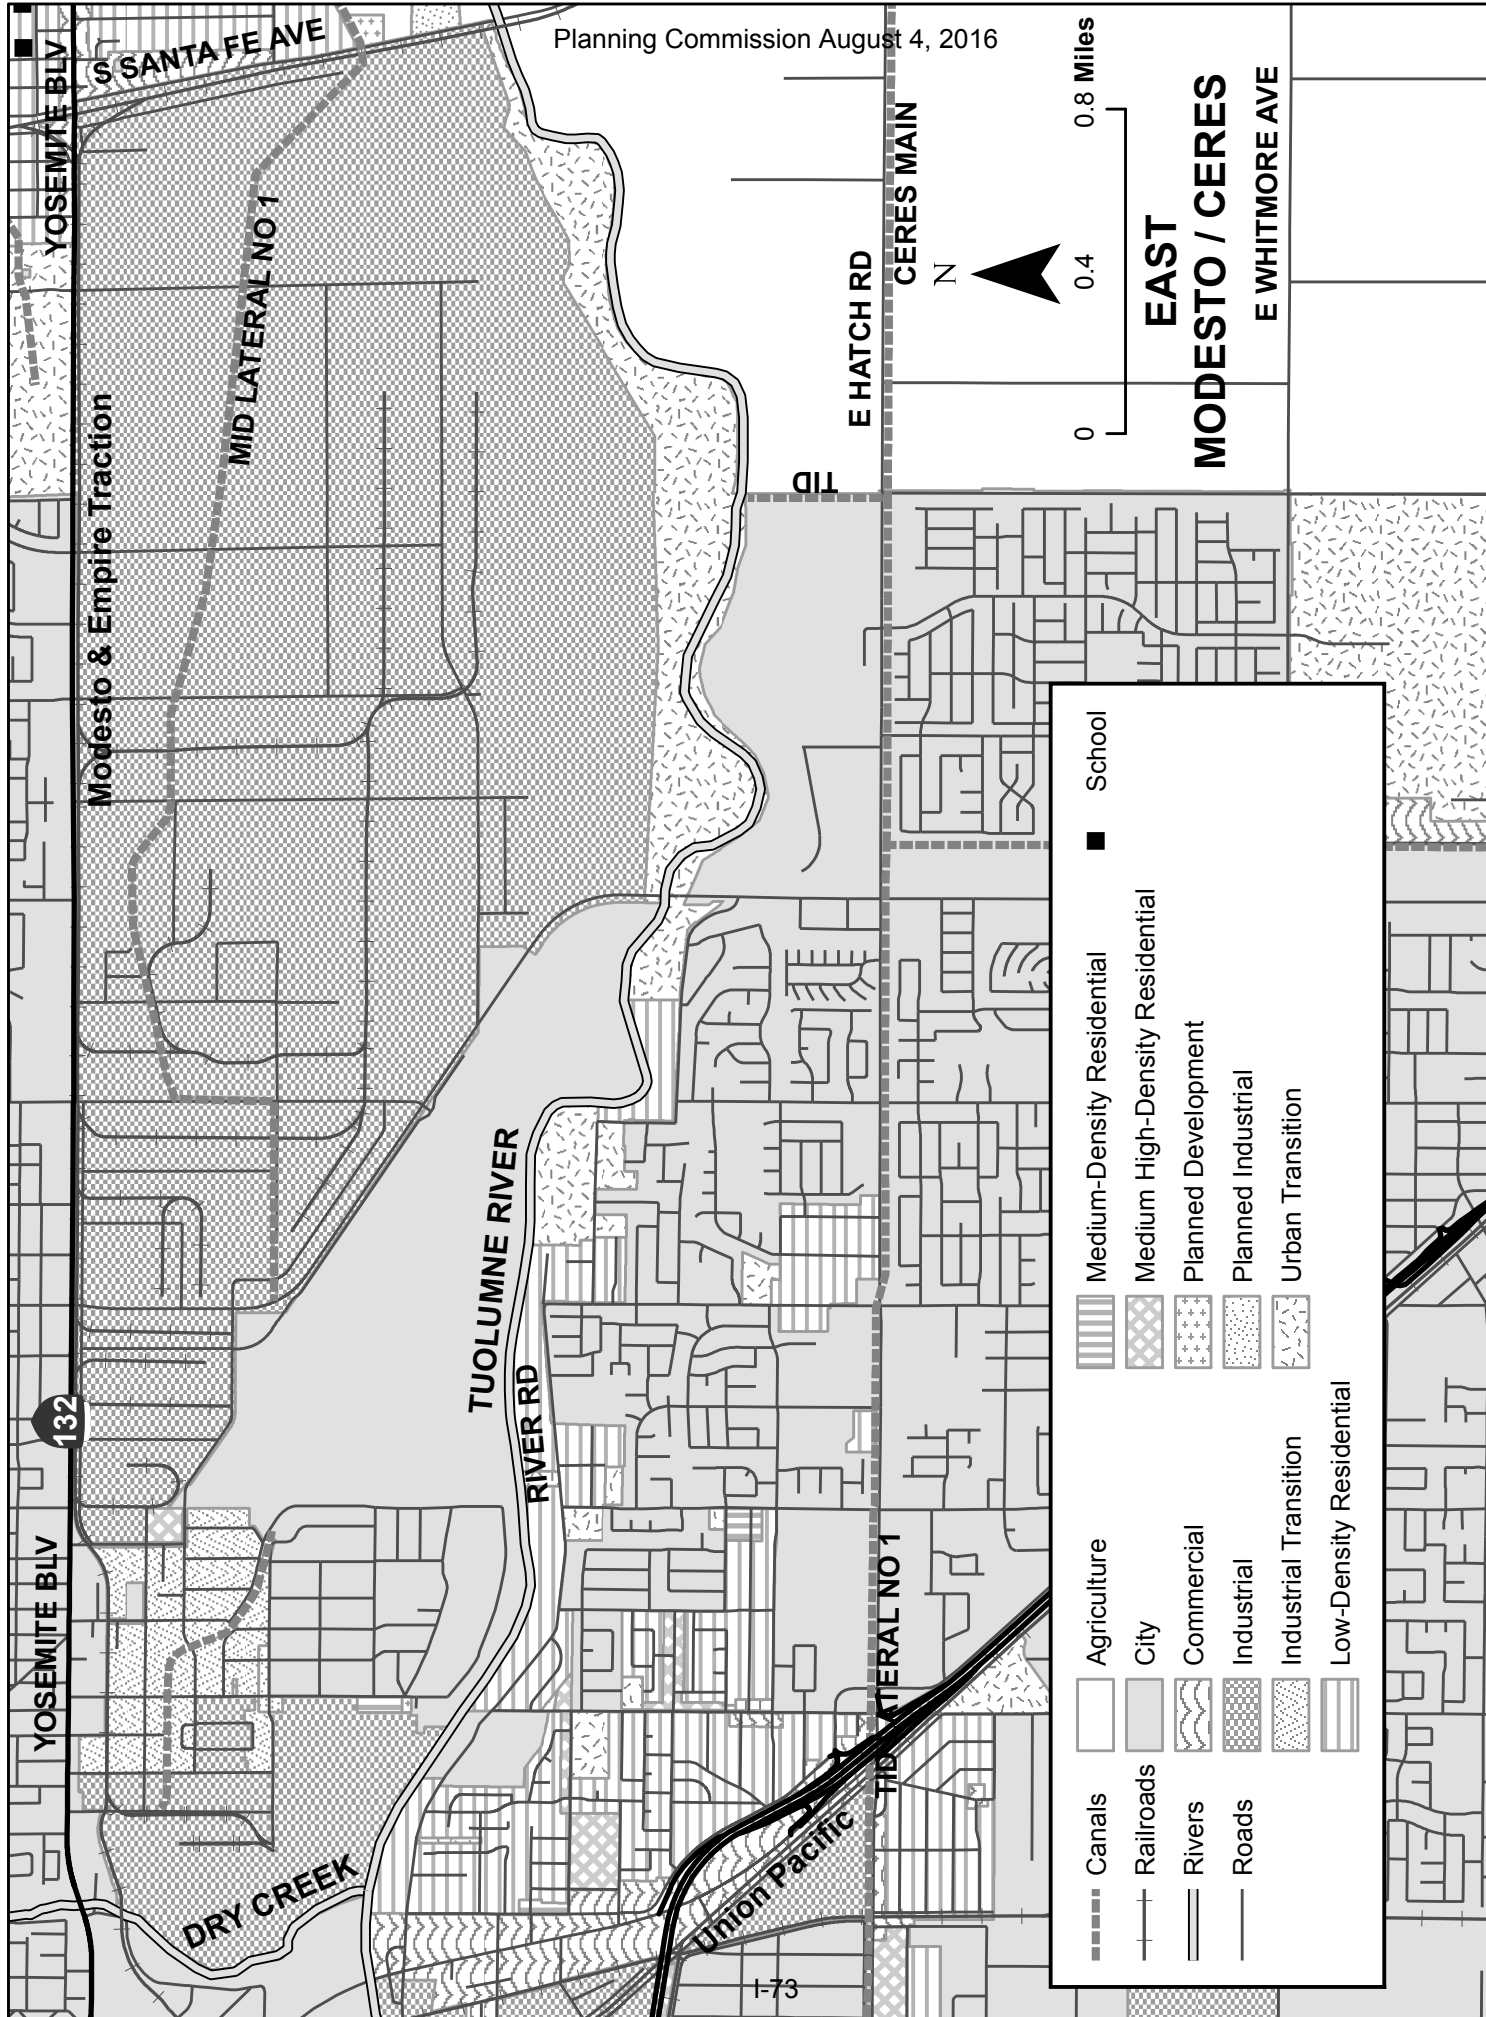 Planning Commission August 4, 2016
YOSEMITE BLV
132
YOSEMITE BLV
S SANTA FE AVE
Modesto & Empire Traction
MID LATERAL NO 1
DRY CREEK
TUOLUMNE RIVER
RIVER RD
TID
E HATCH RD
CERES MAIN
TID
ATERAL NO 1
Union Pacific
N
0
0.4
0.8 Miles
EAST
MODESTO / CERES
E WHITMORE AVE
Canals
Railroads
Rivers
Roads
Agriculture
City
Commercial
Industrial
Industrial Transition
Low-Density Residential
Medium-Density Residential
Medium High-Density Residential
Planned Development
Planned Industrial
Urban Transition
School
I-73